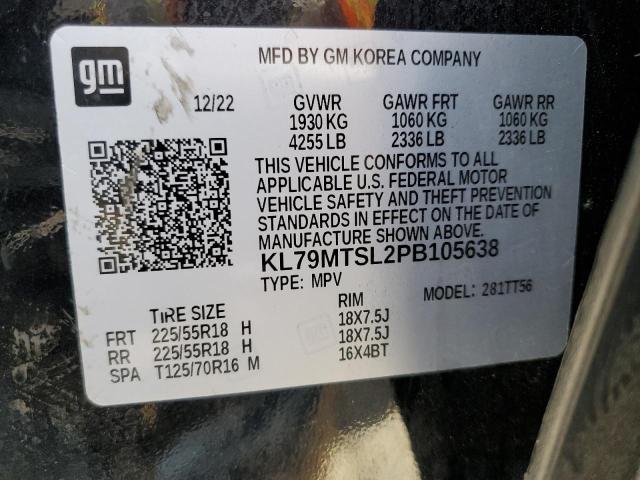 gm
MFD BY GM KOREA COMPANY
12/22 GVWR GAWR FRT GAWR RR
1930 KG 1060 KG 1060 KG
4255 LB 2336 LB 2336 LB
THIS VEHICLE CONFORMS TO ALL
APPLICABLE U.S. FEDERAL MOTOR
VEHICLE SAFETY AND THEFT PREVENTION
STANDARDS IN EFFECT ON THE DATE OF
MANUFACTURE SHOWN ABOVE.
KL79MTSL2PB105638
TYPE: MPV MODEL: 281TT56
TIRE SIZE RIM
FRT 225/55R18 H 18X7.5J
RR 225/55R18 H 18X7.5J
SPA T125/70R16 M 16X4BT